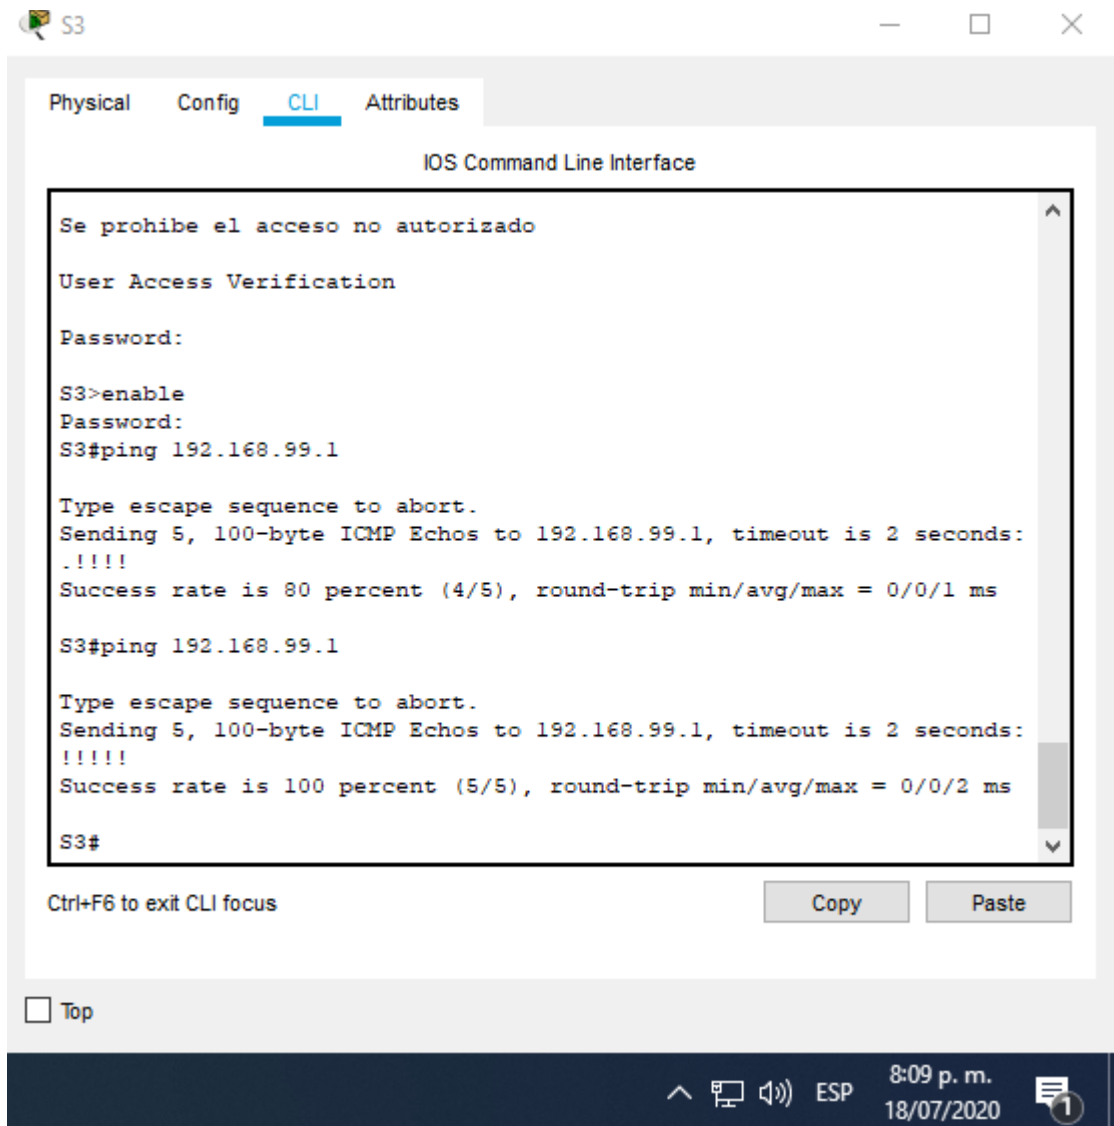 S3
Physical Config CLI Attributes
IOS Command Line Interface
Se prohibe el acceso no autorizado
User Access Verification
Password:
S3>enable
Password:
S3#ping 192.168.99.1
Type escape sequence to abort.
Sending 5, 100-byte ICMP Echos to 192.168.99.1, timeout is 2 seconds:
.!!!!
Success rate is 80 percent (4/5), round-trip min/avg/max = 0/0/1 ms
S3#ping 192.168.99.1
Type escape sequence to abort.
Sending 5, 100-byte ICMP Echos to 192.168.99.1, timeout is 2 seconds:
!!!!!
Success rate is 100 percent (5/5), round-trip min/avg/max = 0/0/2 ms
S3#
Ctrl+F6 to exit CLI focus Copy Paste
Top
ESP 8:09 p. m.
18/07/2020
1